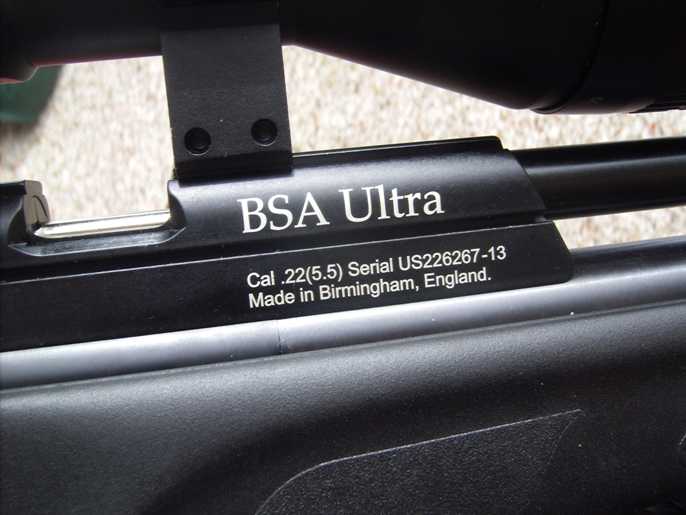 BSA Ultra
Cal .22(5.5) Serial US226267-13
Made in Birmingham, England.